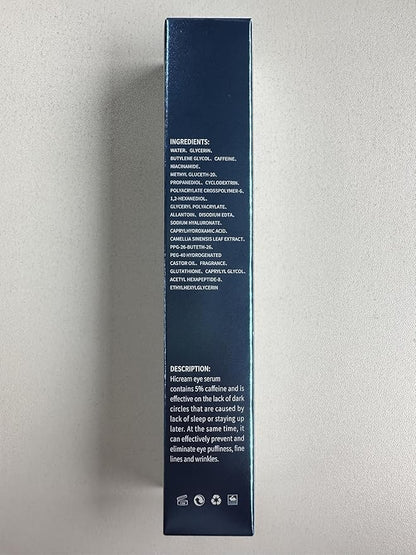 INGREDIENTS:
WATER、GLYCERIN、
BUTYLENE GLYCOL、CAFFEINE、
NIACINAMIDE、
METHYL GLUCETH-20、
PROPANEDIOL、CYCLODEXTRIN、
POLYACRYLATE CROSSPOLYMER-6、
1,2-HEXANEDIOL、
GLYCERYL POLYACRYLATE、
ALLANTOIN、DISODIUM EDTA、
SODIUM HYALURONATE、
CAPRYLHYDROXAMIC ACID、
CAMELLIA SINENSIS LEAF EXTRACT、
PPG-26-BUTETH-26、
PEG-40 HYDROGENATED
CASTOR OIL、FRAGRANCE、
GLUTATHIONE、CAPRYLYL GLYCOL、
ACETYL HEXAPEPTIDE-8、
ETHYLHEXYLGLYCERIN
DESCRIPTION:
Hicream eye serum
contains 5% caffeine and is
effective on the lack of dark
circles that are caused by
lack of sleep or staying up
later. At the same time, it
can effectively prevent and
eliminate eye puffiness, fine
lines and wrinkles.